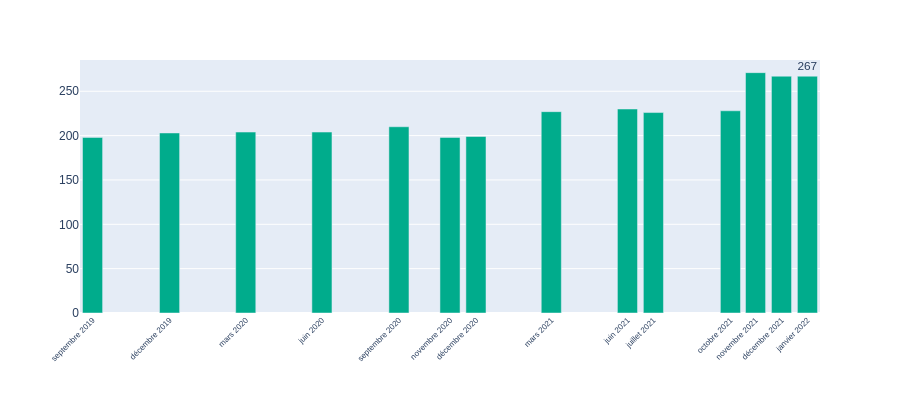 267
250
200
150
100
50
0
septembre 2019
décembre 2019
mars 2020
juin 2020
septembre 2020
novembre 2020
décembre 2020
mars 2021
juin 2021
juillet 2021
octobre 2021
novembre 2021
décembre 2021
janvier 2022